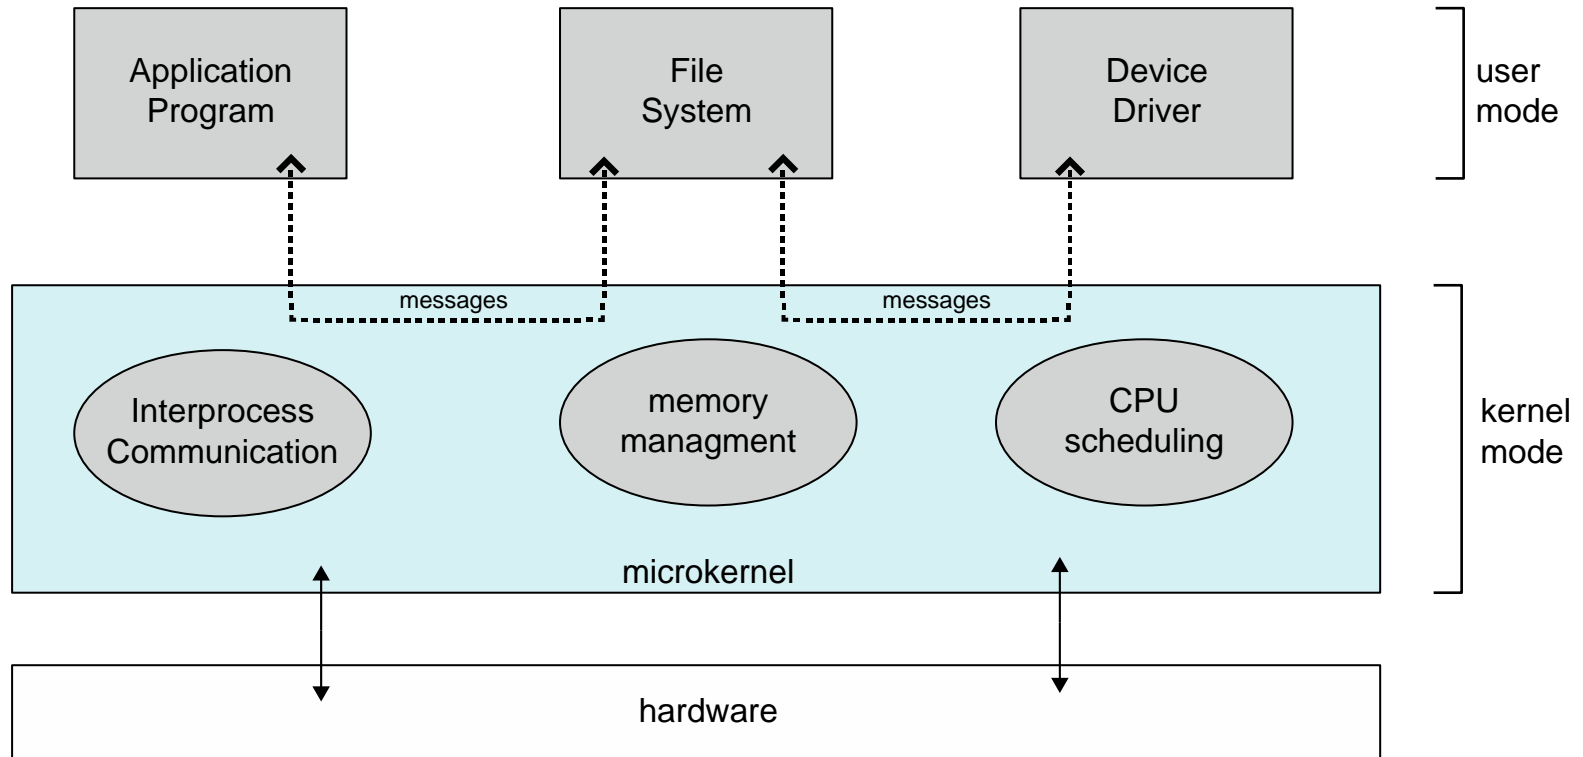 Application
Program
File
System
Device
Driver
user
mode
messages
messages
Interprocess
Communication
memory
managment
CPU
scheduling
kernel
mode
microkernel
hardware